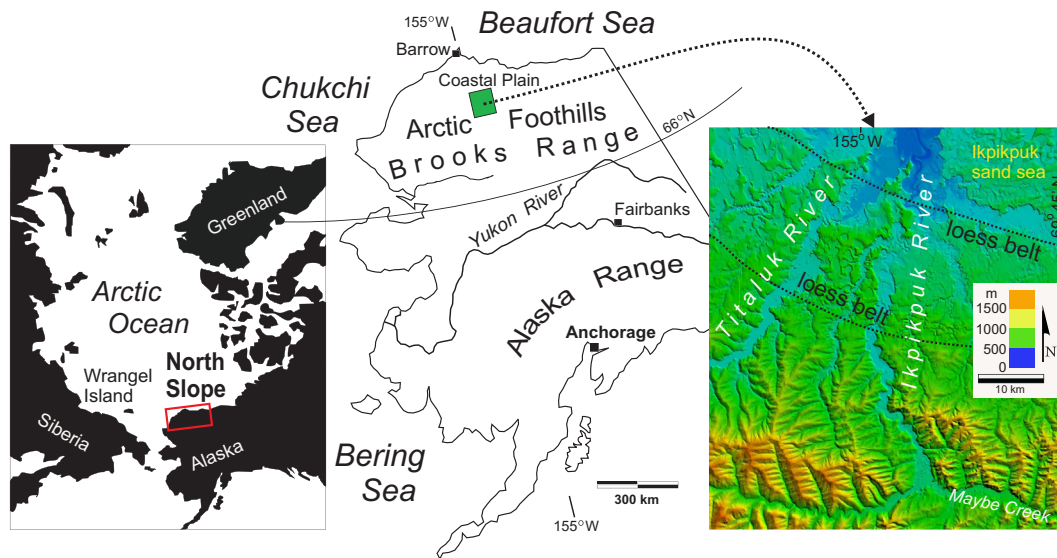 Greenland
Arctic
Ocean
North
Slope
Wrangel
Island
Siberia
Alaska
Beaufort Sea
155°W
Barrow
Coastal Plain
Chukchi
Sea
Arctic Foothills
Brooks Range
66°N
Yukon River
Fairbanks
Alaska Range
Anchorage
Bering
Sea
300 km
155°W
155°W
Ikpikpuk
sand sea
Titaluk River
Ikpikpuk River
loess belt
loess belt
m
1500
1000
500
0
N
10 km
Maybe Creek